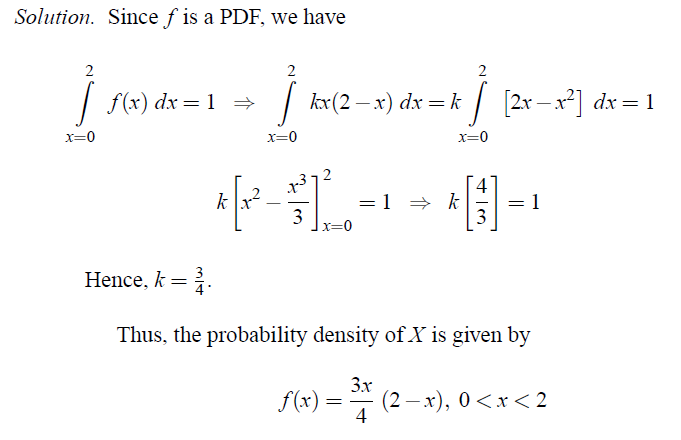 Solution. Since f is a PDF, we have
∫_{x=0}^{2} f(x) dx = 1 ⇒ ∫_{x=0}^{2} kx(2 − x) dx = k ∫_{x=0}^{2} [2x − x²] dx = 1
k [x² − x³/3]_{x=0}^{2} = 1 ⇒ k [4/3] = 1
Hence, k = 3/4.
Thus, the probability density of X is given by
f(x) = 3x/4 (2 − x), 0 < x < 2